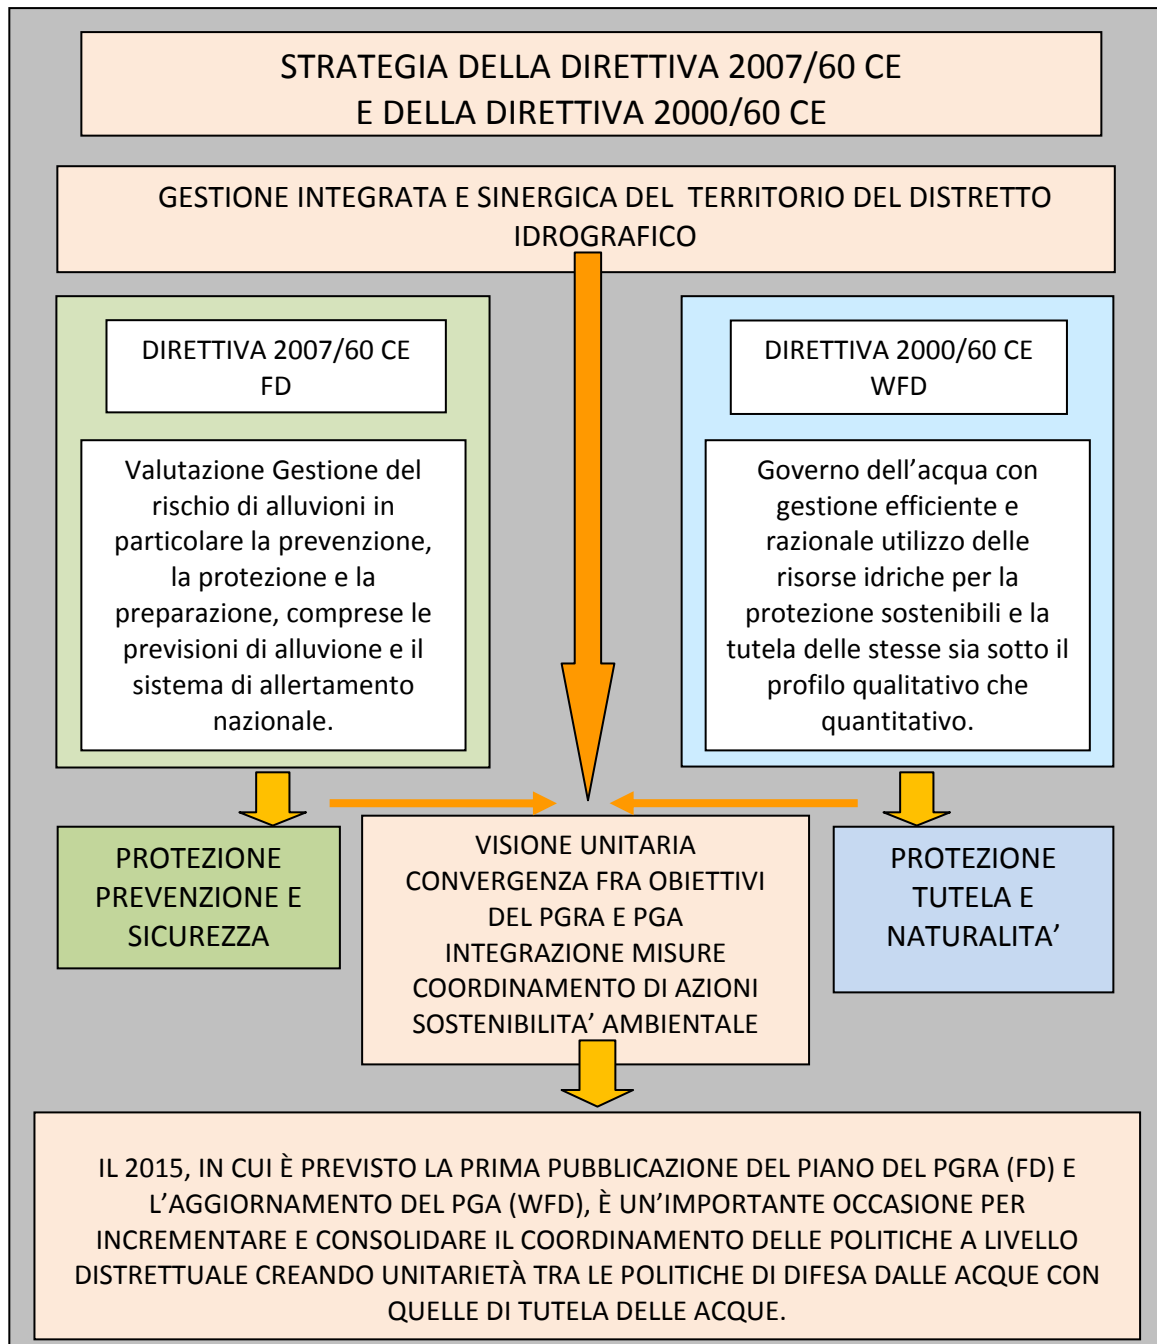 STRATEGIA DELLA DIRETTIVA 2007/60 CE
E DELLA DIRETTIVA 2000/60 CE
GESTIONE INTEGRATA E SINERGICA DEL TERRITORIO DEL DISTRETTO
IDROGRAFICO
DIRETTIVA 2007/60 CE
FD
Valutazione Gestione del
rischio di alluvioni in
particolare la prevenzione,
la protezione e la
preparazione, comprese le
previsioni di alluvione e il
sistema di allertamento
nazionale.
DIRETTIVA 2000/60 CE
WFD
Governo dell’acqua con
gestione efficiente e
razionale utilizzo delle
risorse idriche per la
protezione sostenibili e la
tutela delle stesse sia sotto il
profilo qualitativo che
quantitativo.
PROTEZIONE
PREVENZIONE E
SICUREZZA
VISIONE UNITARIA
CONVERGENZA FRA OBIETTIVI
DEL PGRA E PGA
INTEGRAZIONE MISURE
COORDINAMENTO DI AZIONI
SOSTENIBILITA’ AMBIENTALE
PROTEZIONE
TUTELA E
NATURALITA’
IL 2015, IN CUI È PREVISTO LA PRIMA PUBBLICAZIONE DEL PIANO DEL PGRA (FD) E
L’AGGIORNAMENTO DEL PGA (WFD), È UN’IMPORTANTE OCCASIONE PER
INCREMENTARE E CONSOLIDARE IL COORDINAMENTO DELLE POLITICHE A LIVELLO
DISTRETTUALE CREANDO UNITARIETÀ TRA LE POLITICHE DI DIFESA DALLE ACQUE CON
QUELLE DI TUTELA DELLE ACQUE.